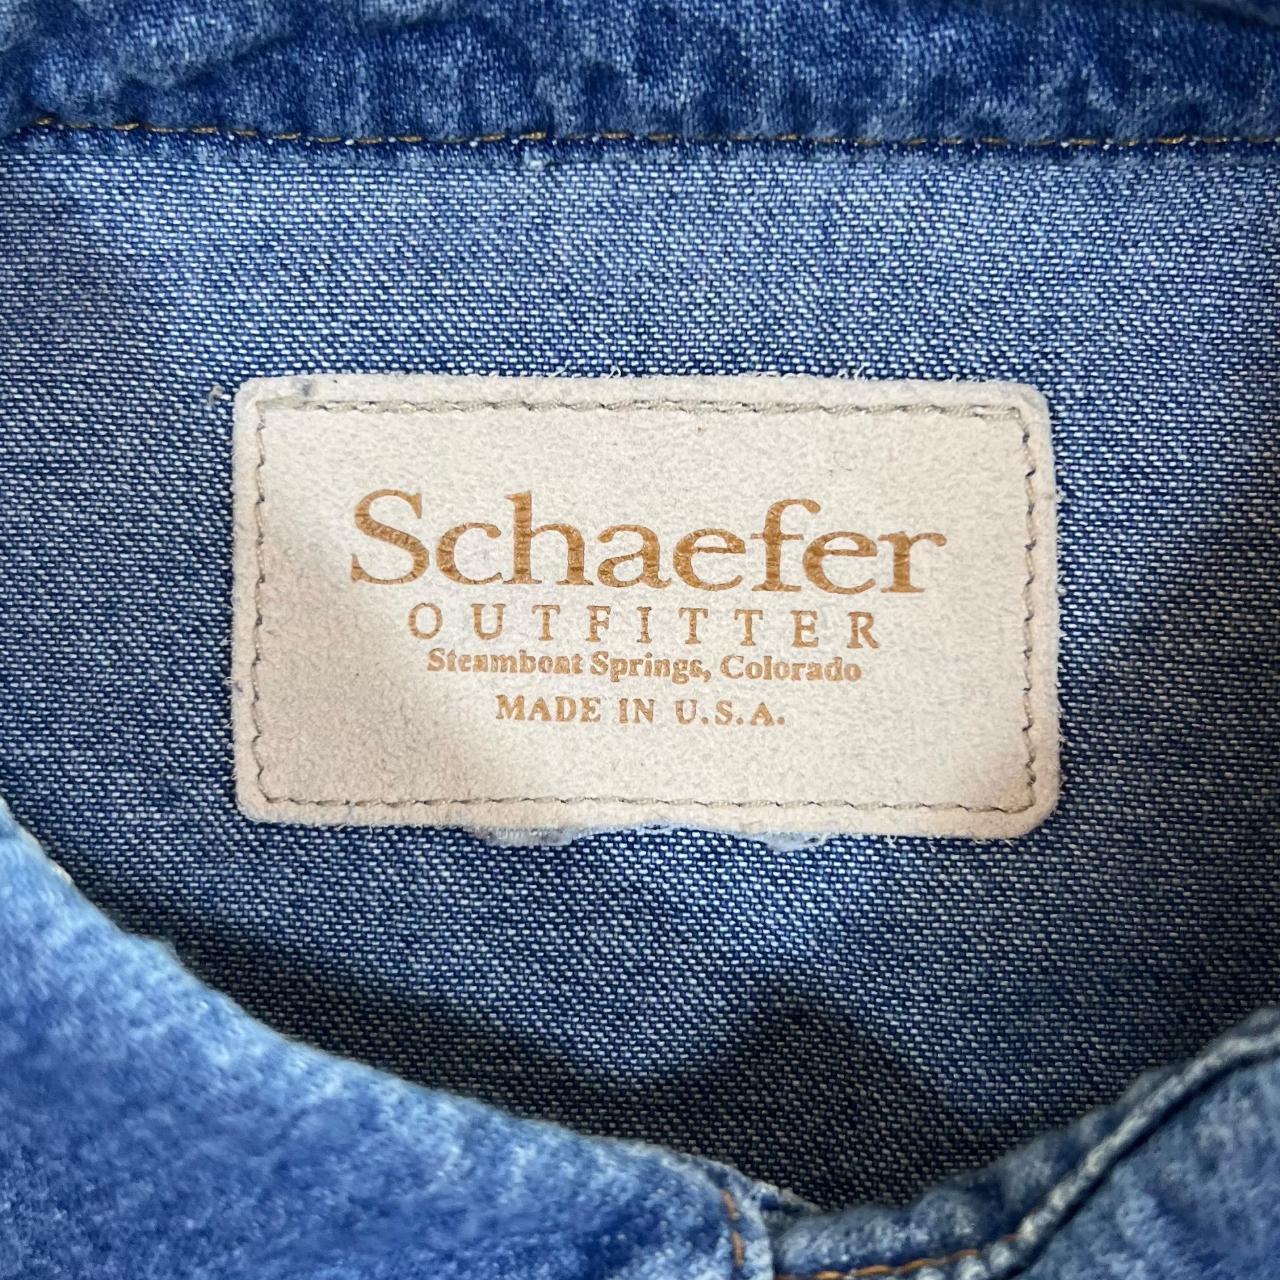 Schaefer
OUTFITTER
Steamboat Springs, Colorado
MADE IN U.S.A.